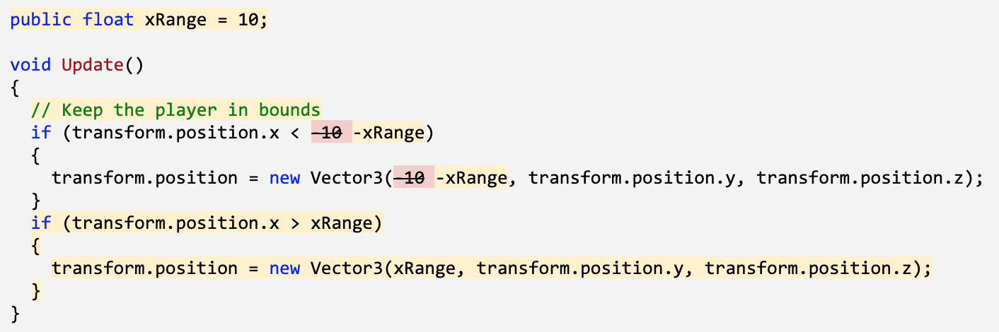 public float xRange = 10;
void Update()
{
// Keep the player in bounds
if (transform.position.x < -10 -xRange)
{
transform.position = new Vector3(-10 -xRange, transform.position.y, transform.position.z);
}
if (transform.position.x > xRange)
{
transform.position = new Vector3(xRange, transform.position.y, transform.position.z);
}
}